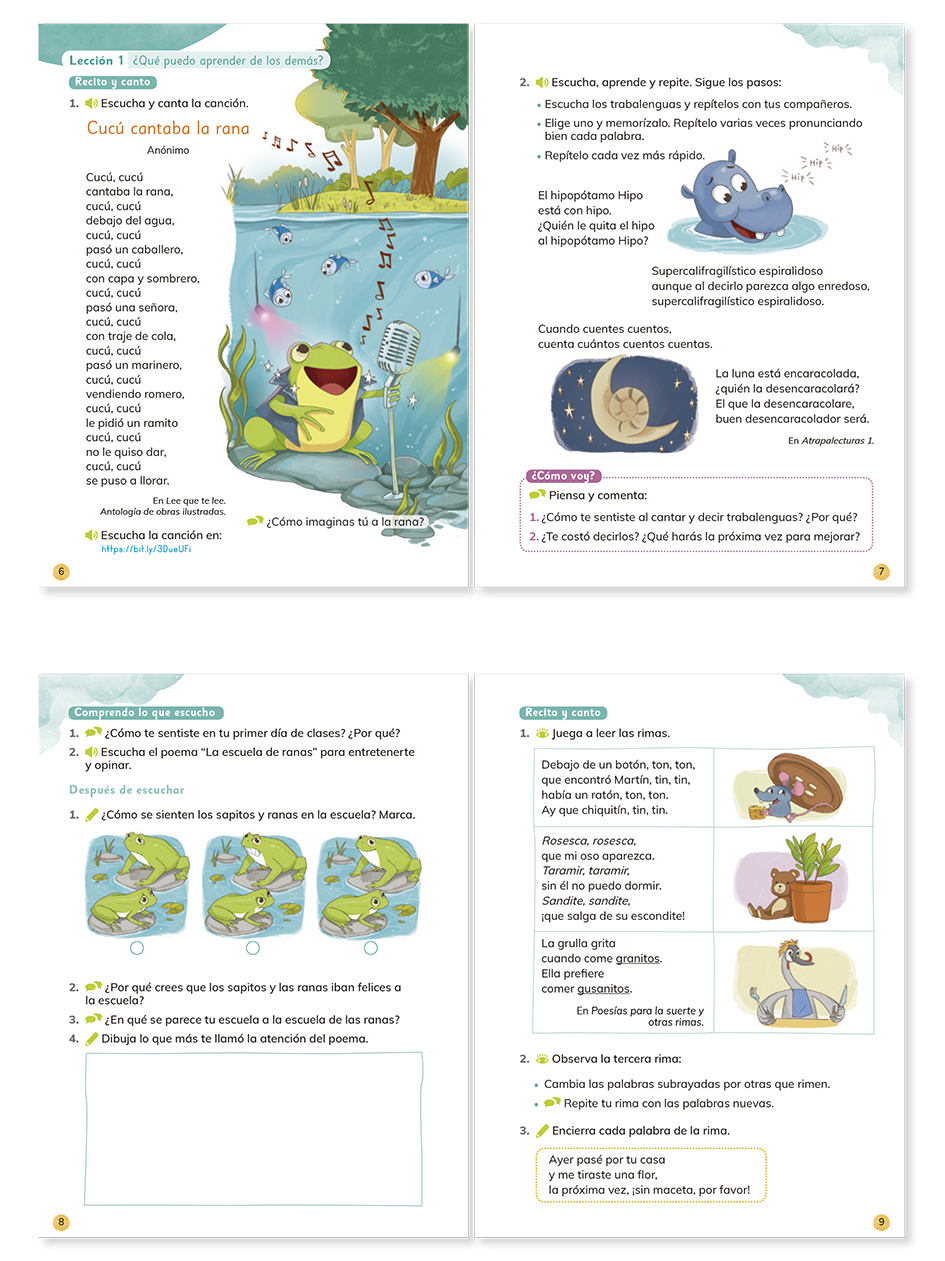 Lección 1 ¿Qué puedo aprender de los demás?
Recito y canto
1. Escucha y canta la canción.
Cucú cantaba la rana
Anónimo
Cucú, cucú
cantaba la rana,
cucú, cucú
debajo del agua,
cucú, cucú
pasó un caballero,
cucú, cucú
con capa y sombrero,
cucú, cucú
pasó una señora,
cucú, cucú
con traje de cola,
cucú, cucú
pasó un marinero,
cucú, cucú
vendiendo romero,
cucú, cucú
le pidió un ramito
cucú, cucú
no le quiso dar,
cucú, cucú
se puso a llorar.
En Lee que te lee.
Antología de obras ilustradas.
¿Cómo imaginas tú a la rana?
Escucha la canción en:
https://bit.ly/3DueUFi
6
2. Escucha, aprende y repite. Sigue los pasos:
• Escucha los trabalenguas y repítelos con tus compañeros.
• Elige uno y memorízalo. Repítelo varias veces pronunciando
bien cada palabra.
• Repítelo cada vez más rápido.
Hip
Hip
Hip
El hipopótamo Hipo
está con hipo.
¿Quién le quita el hipo
al hipopótamo Hipo?
Supercalifragilístico espiralidoso
aunque al decirlo parezca algo enredoso,
supercalifragilístico espiralidoso.
Cuando cuentes cuentos,
cuenta cuántos cuentos cuentas.
La luna está encaracolada,
¿quién la desencaracolará?
El que la desencaracolare,
buen desencaracolador será.
En Atrapalecturas 1.
¿Cómo voy?
Piensa y comenta:
1. ¿Cómo te sentiste al cantar y decir trabalenguas? ¿Por qué?
2. ¿Te costó decirlos? ¿Qué harás la próxima vez para mejorar?
7
Comprendo lo que escucho
1. ¿Cómo te sentiste en tu primer día de clases? ¿Por qué?
2. Escucha el poema “La escuela de ranas” para entretenerte
y opinar.
Después de escuchar
1. ¿Cómo se sienten los sapitos y ranas en la escuela? Marca.
2. ¿Por qué crees que los sapitos y las ranas iban felices a
la escuela?
3. ¿En qué se parece tu escuela a la escuela de las ranas?
4. Dibuja lo que más te llamó la atención del poema.
8
Recito y canto
1. Juega a leer las rimas.
Debajo de un botón, ton, ton,
que encontró Martín, tin, tin,
había un ratón, ton, ton.
Ay que chiquitín, tin, tin.
Rosesca, rosesca,
que mi oso aparezca.
Taramir, taramir,
sin él no puedo dormir.
Sandite, sandite,
¡que salga de su escondite!
La grulla grita
cuando come granitos.
Ella prefiere
comer gusanitos.
En Poesías para la suerte y
otras rimas.
2. Observa la tercera rima:
• Cambia las palabras subrayadas por otras que rimen.
• Repite tu rima con las palabras nuevas.
3. Encierra cada palabra de la rima.
Ayer pasé por tu casa
y me tiraste una flor,
la próxima vez, ¡sin maceta, por favor!
9